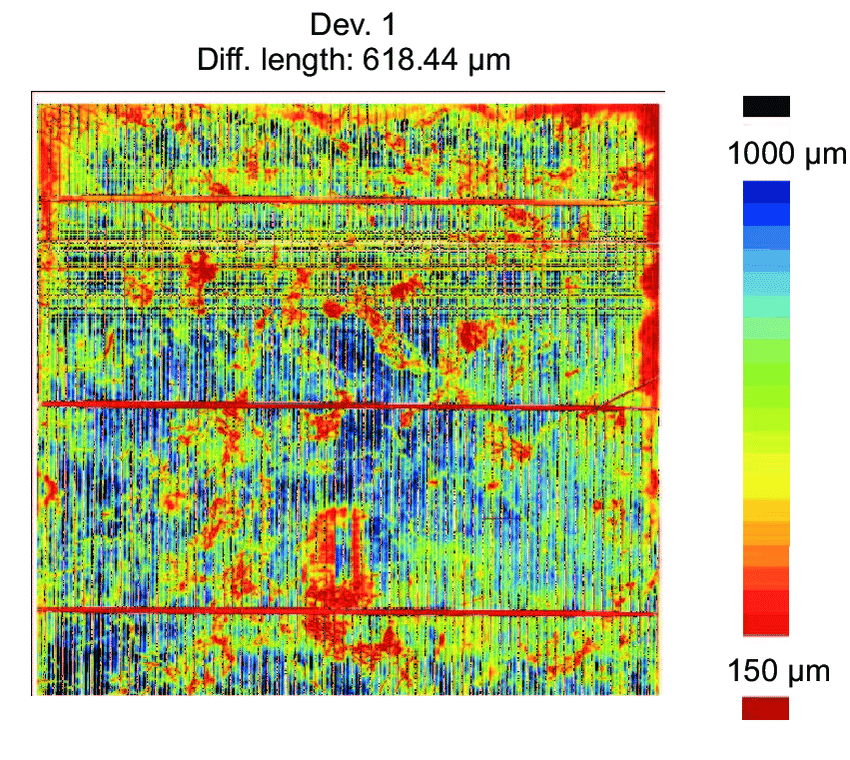 Dev. 1
Diff. length: 618.44 µm
1000 µm
150 µm